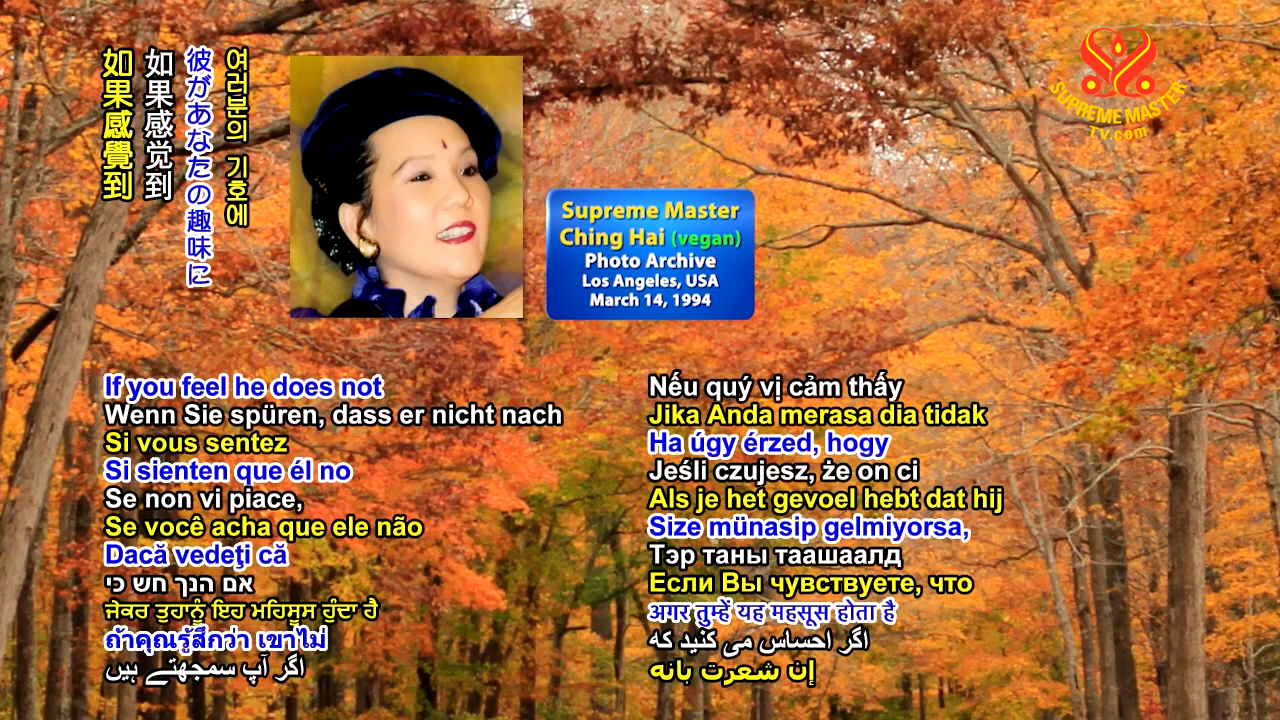 如果感覺到
如果感觉到
彼があなたの趣味に
여러분의 기호에
SUPREME MASTER
TV.com
Supreme Master
Ching Hai (vegan)
Photo Archive
Los Angeles, USA
March 14, 1994
If you feel he does not
Wenn Sie spüren, dass er nicht nach
Si vous sentez
Si sienten que él no
Se non vi piace,
Se você acha que ele não
Dacă vedeţi că
אם הנך חש כי
ਜੇਕਰ ਤੁਹਾਨੂੰ ਇਹ ਮਹਿਸੂਸ ਹੁੰਦਾ ਹੈ
ถ้าคุณรู้สึกว่า เขาไม่
اگر آپ سمجھتے ہیں
Nếu quý vị cảm thấy
Jika Anda merasa dia tidak
Ha úgy érzed, hogy
Jeśli czujesz, że on ci
Als je het gevoel hebt dat hij
Size münasip gelmiyorsa,
Тэр таны таашаалд
Если Вы чувствуете, что
अगर तुम्हें यह महसूस होता है
اگر احساس می کنید که
إن شعرت بانه